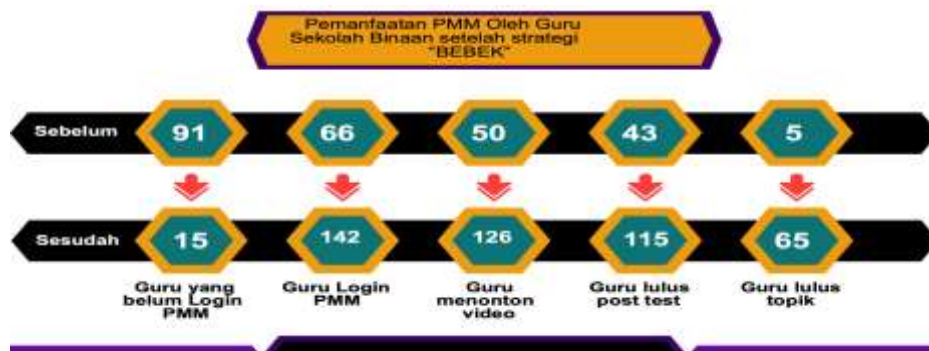 Pemanfaatan PMM Oleh Guru
Sekolah Binaan setelah strategi
"BEBEK"
Sebelum 91 66 50 43 5
Sesudah 15 142 126 115 65
Guru yang
belum Login
PMM
Guru Login
PMM
Guru
menonton
video
Guru lulus
post test
Guru lulus
topik